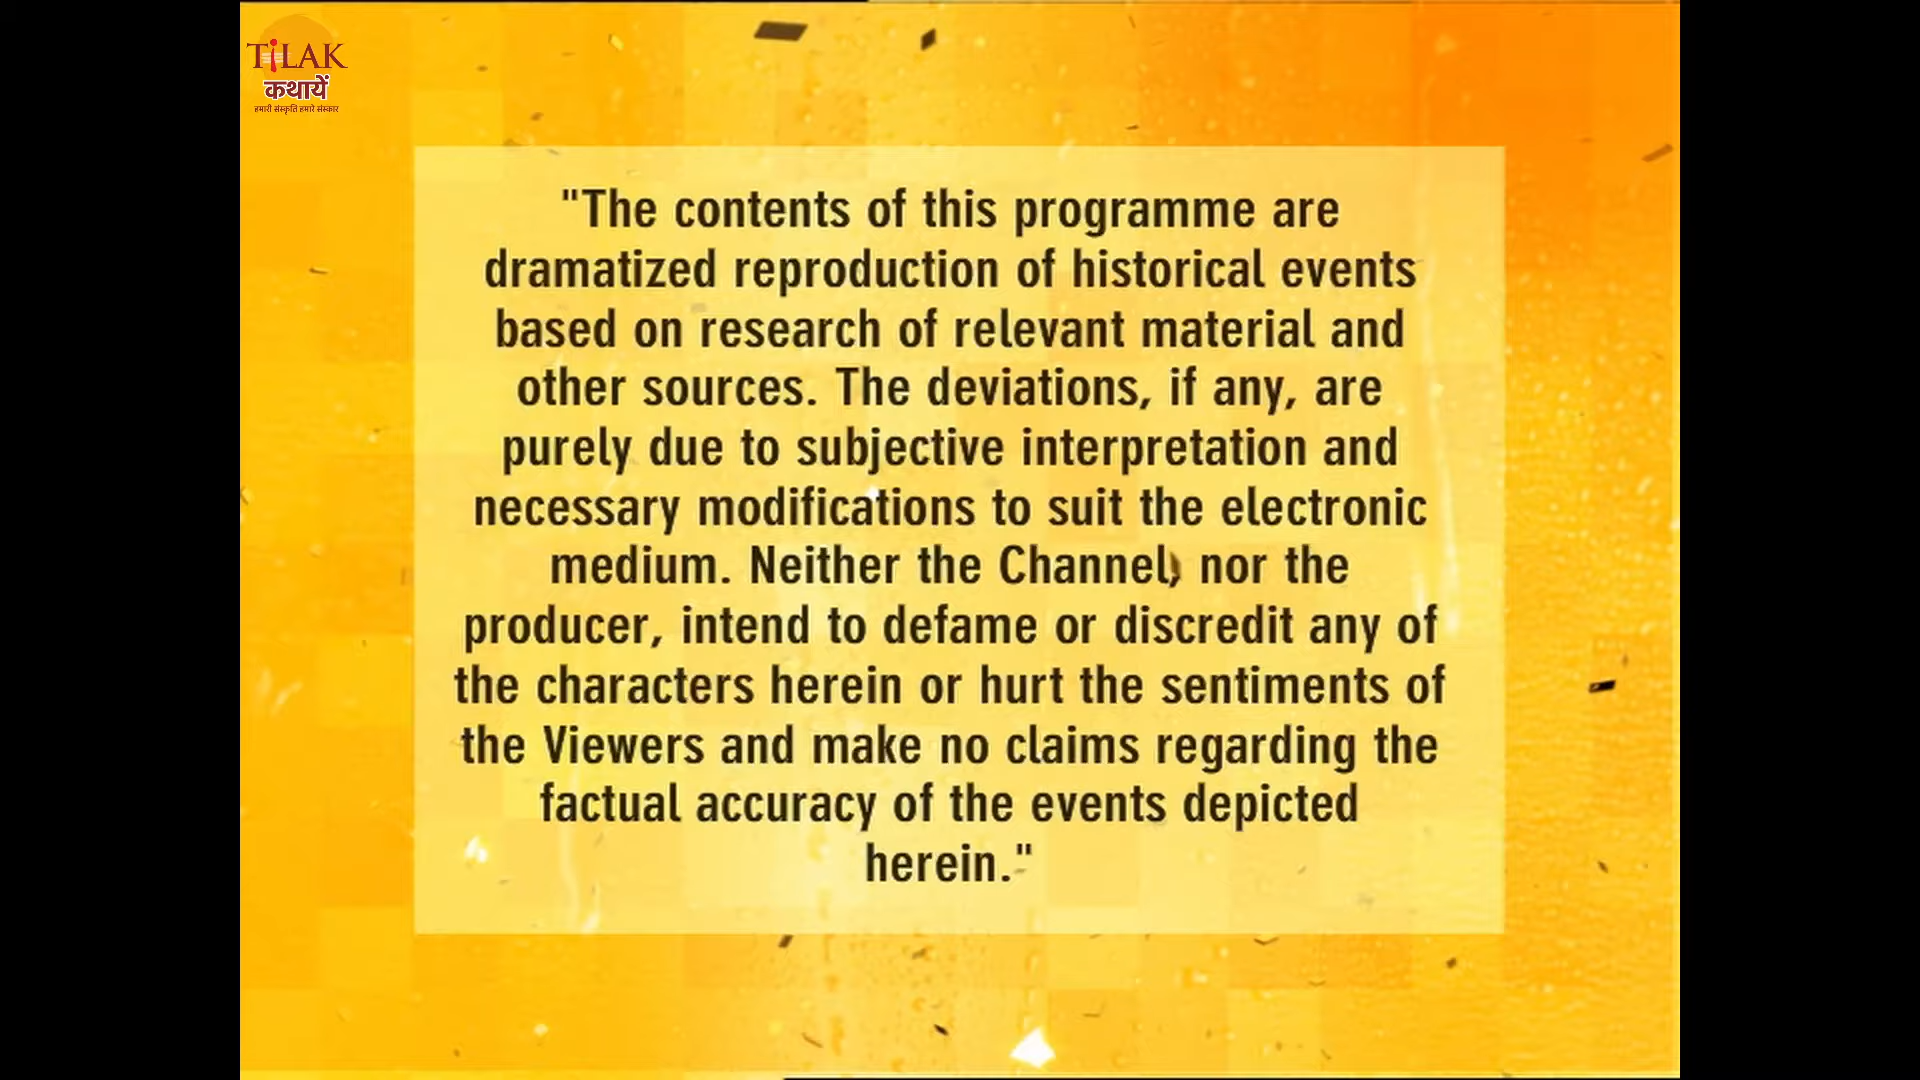 TiLAK
कथायें
हमारी संस्कृति हमारे संस्कार
"The contents of this programme are
dramatized reproduction of historical events
based on research of relevant material and
other sources. The deviations, if any, are
purely due to subjective interpretation and
necessary modifications to suit the electronic
medium. Neither the Channel, nor the
producer, intend to defame or discredit any of
the characters herein or hurt the sentiments of
the Viewers and make no claims regarding the
factual accuracy of the events depicted
herein."